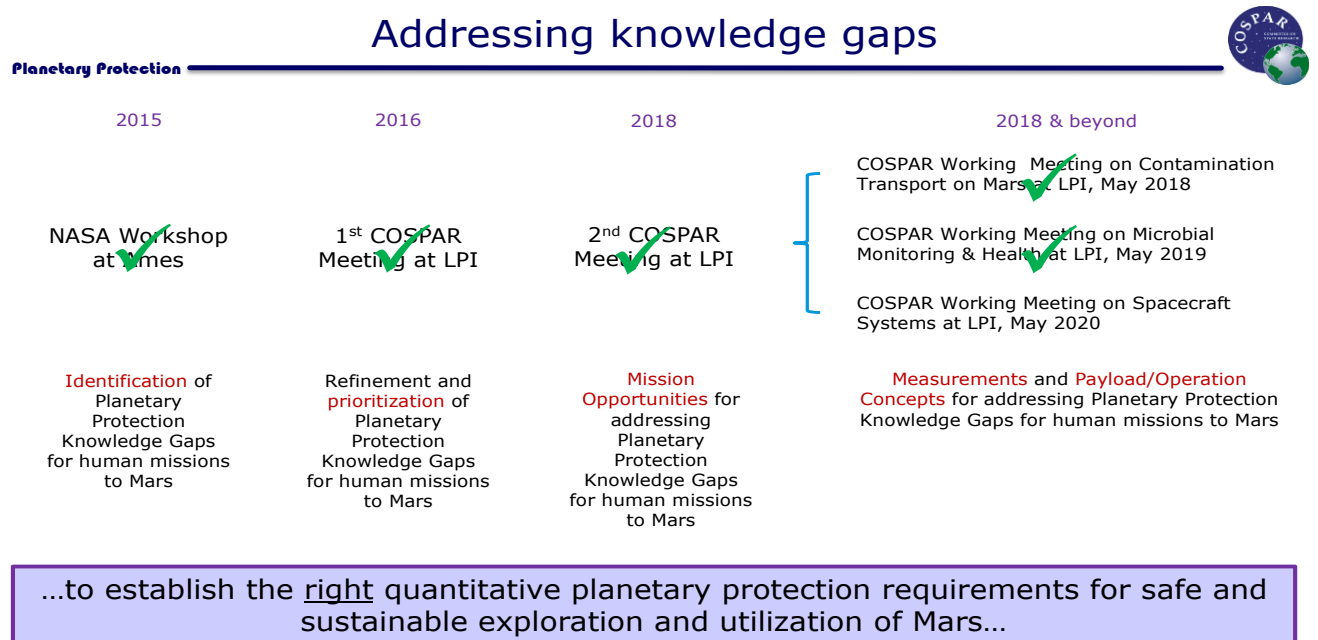 Addressing knowledge gaps
COSPAR
COMMITTEE ON
SPACE RESEARCH
Planetary Protection
2015
2016
2018
2018 & beyond
NASA Workshop
at Ames
1st COSPAR
Meeting at LPI
2nd COSPAR
Meeting at LPI
COSPAR Working  Meeting on Contamination
Transport on Mars at LPI, May 2018
COSPAR Working Meeting on Microbial
Monitoring & Health at LPI, May 2019
COSPAR Working Meeting on Spacecraft
Systems at LPI, May 2020
Identification of
Planetary
Protection
Knowledge Gaps
for human missions
to Mars
Refinement and
prioritization of
Planetary
Protection
Knowledge Gaps
for human missions
to Mars
Mission
Opportunities for
addressing
Planetary
Protection
Knowledge Gaps
for human missions
to Mars
Measurements and Payload/Operation
Concepts for addressing Planetary Protection
Knowledge Gaps for human missions to Mars
…to establish the right quantitative planetary protection requirements for safe and
sustainable exploration and utilization of Mars…